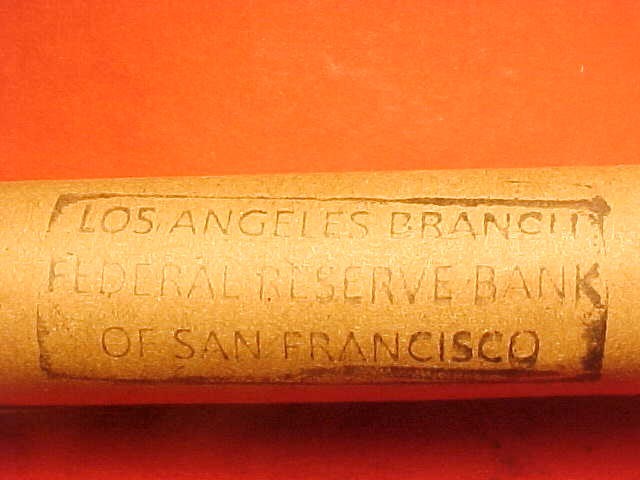 LOS ANGELES BRANCH
FEDERAL RESERVE BANK
OF SAN FRANCISCO